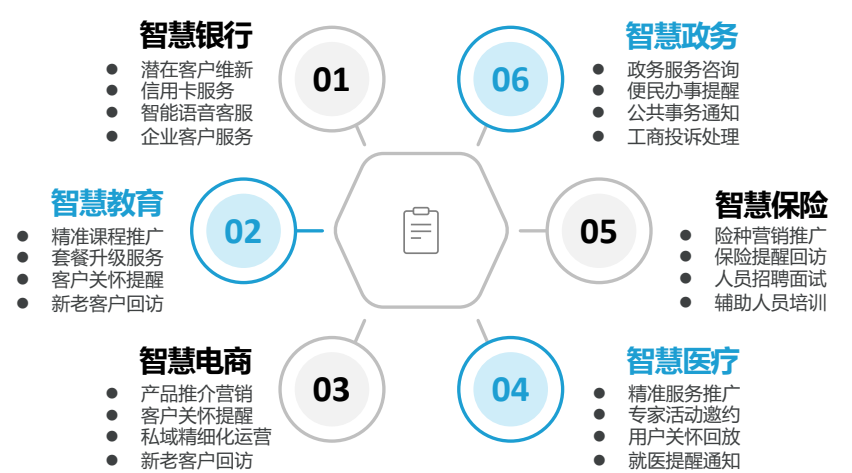 智慧银行
潜在客户维新
信用卡服务
智能语音客服
企业客户服务
01
06
智慧政务
政务服务咨询
便民办事提醒
公共事务通知
工商投诉处理
智慧教育
精准课程推广
套餐升级服务
客户关怀提醒
新老客户回访
02
05
智慧保险
险种营销推广
保险提醒回访
人员招聘面试
辅助人员培训
智慧电商
产品推介营销
客户关怀提醒
私域精细化运营
新老客户回访
03
04
智慧医疗
精准服务推广
专家活动邀约
用户关怀回放
就医提醒通知